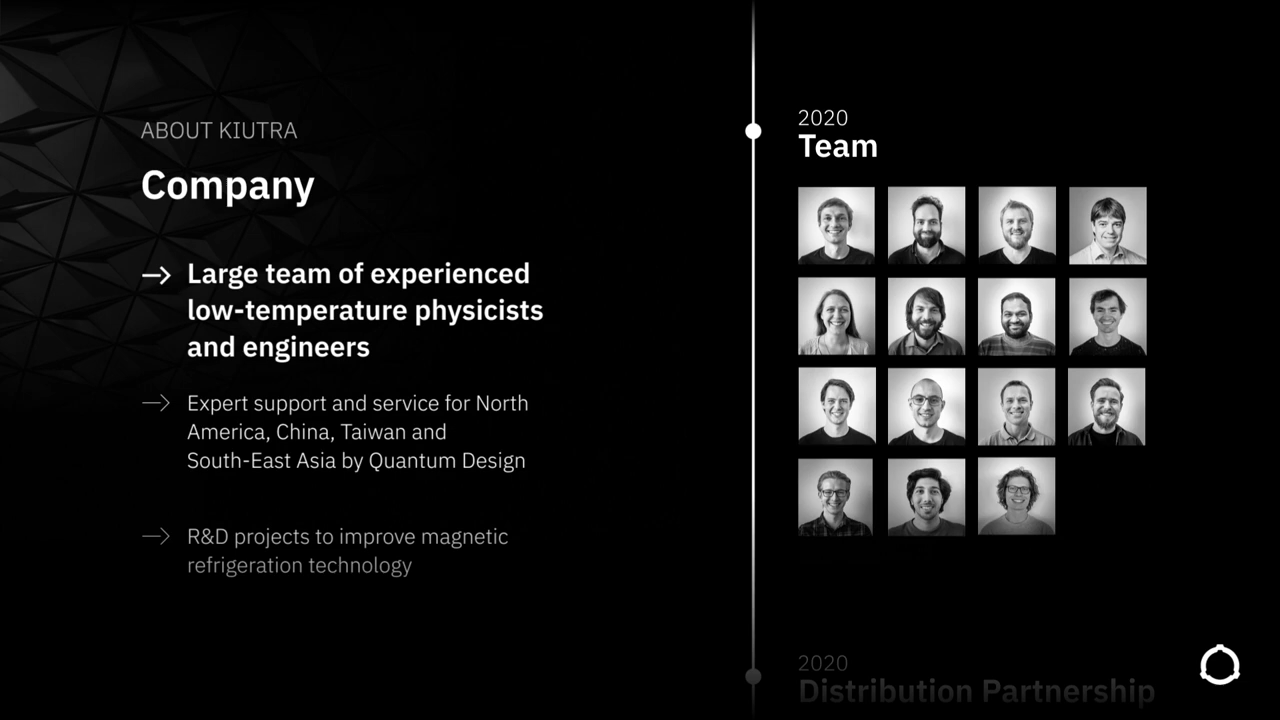 ABOUT KIUTRA
Company
→ Large team of experienced
low-temperature physicists
and engineers
→ Expert support and service for North
America, China, Taiwan and
South-East Asia by Quantum Design
→ R&D projects to improve magnetic
refrigeration technology
2020
Team
2020
Distribution Partnership